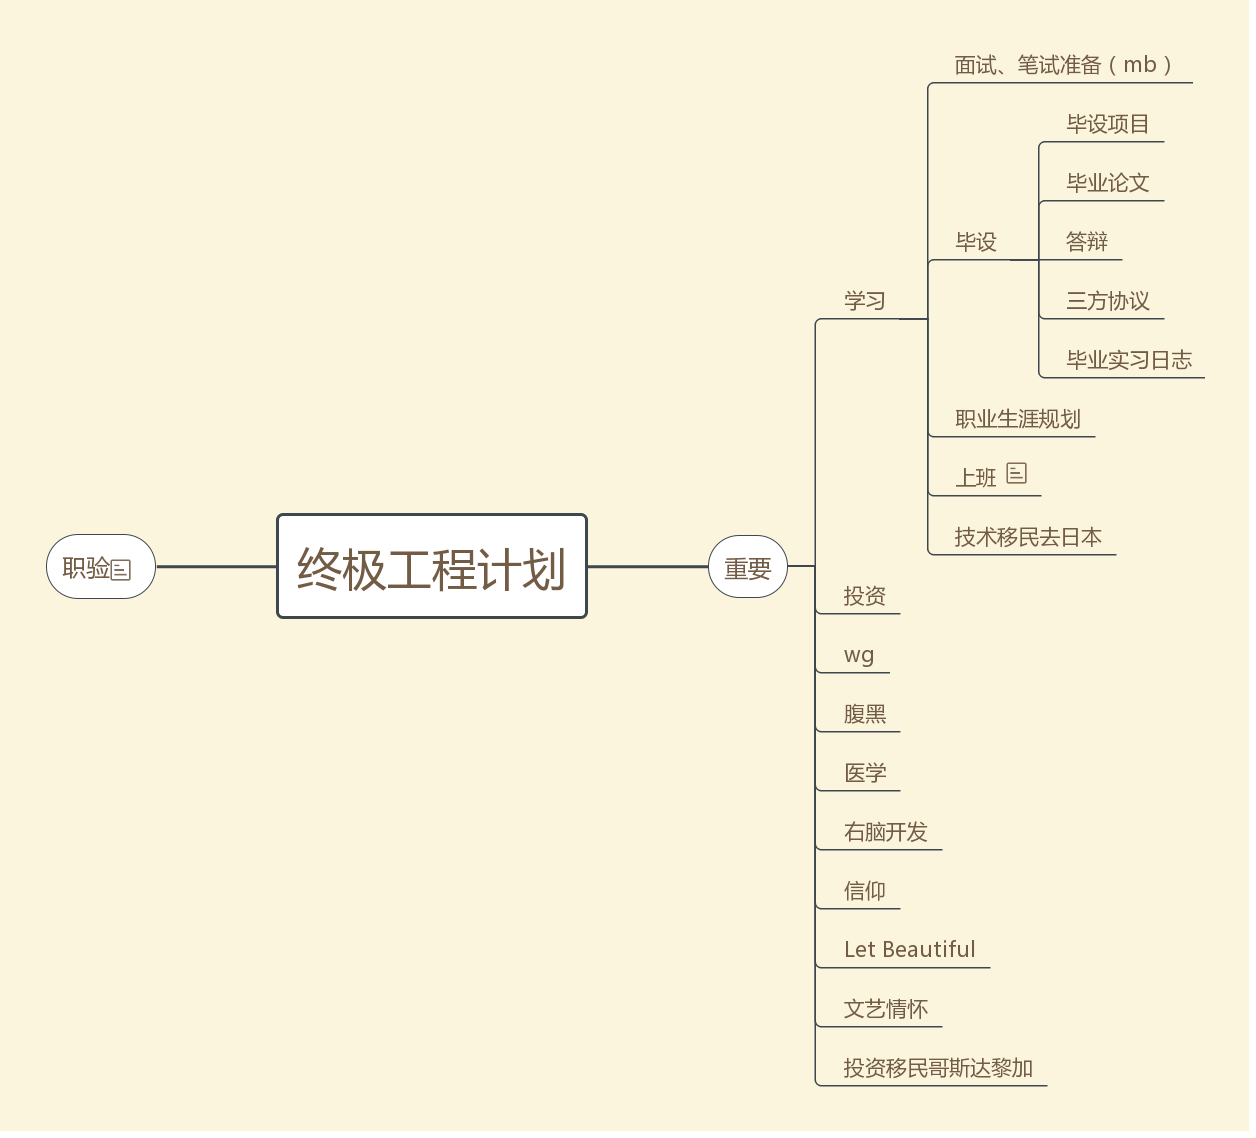 终极工程计划
职验
重要
学习
面试、笔试准备（mb）
毕设
毕设项目
毕业论文
答辩
三方协议
毕业实习日志
职业生涯规划
上班
技术移民去日本
投资
wg
腹黑
医学
右脑开发
信仰
Let Beautiful
文艺情怀
投资移民哥斯达黎加